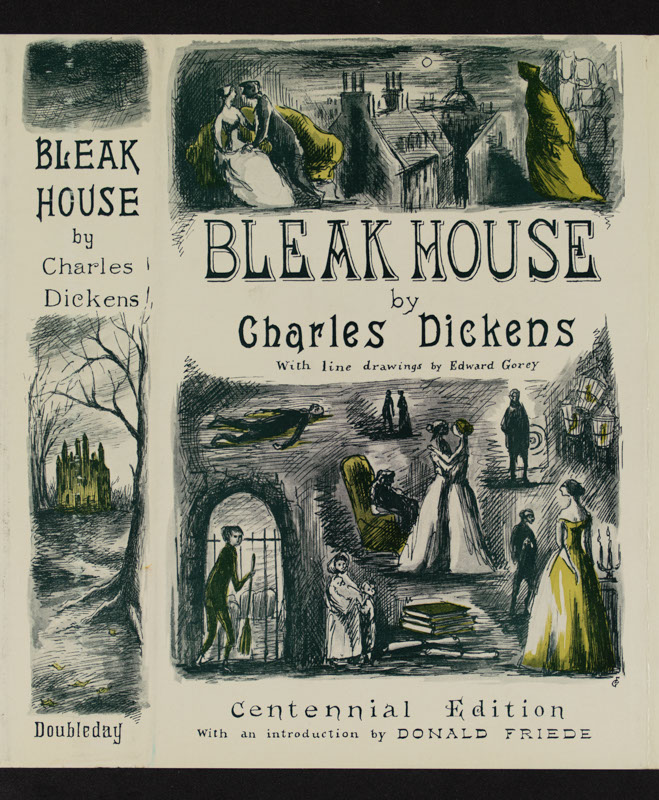 BLEAK
HOUSE
by
Charles
Dickens
Doubleday
BLEAK HOUSE
by
Charles Dickens
With line drawings by Edward Gorey
Centennial Edition
With an introduction by DONALD FRIEDE